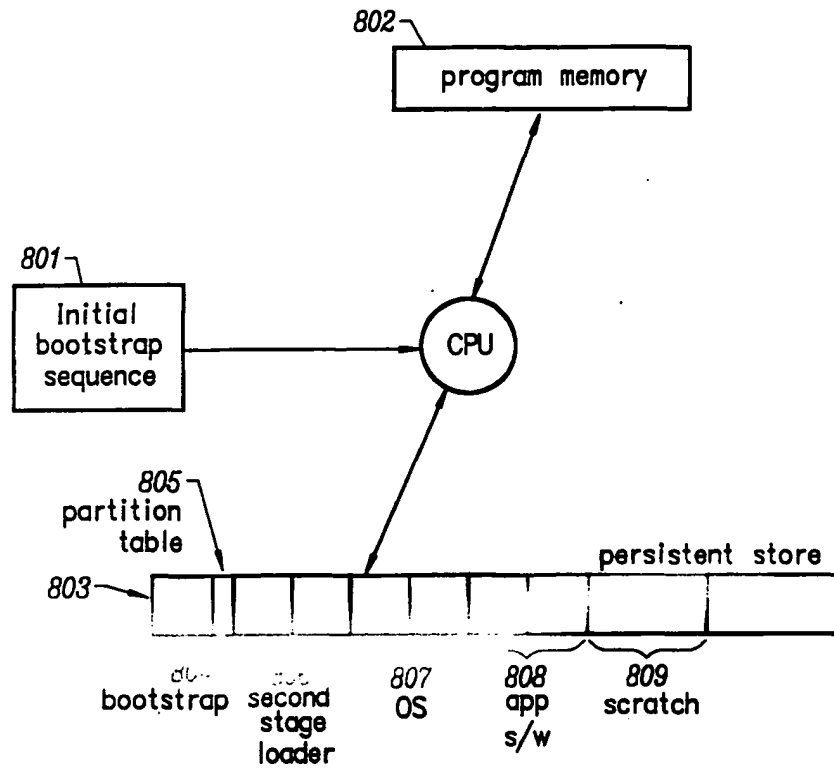 802
program memory
801
Initial
bootstrap
sequence
CPU
805
partition
table
persistent store
803
807
808
809
bootstrap
second
stage
loader
OS
app
s/w
scratch